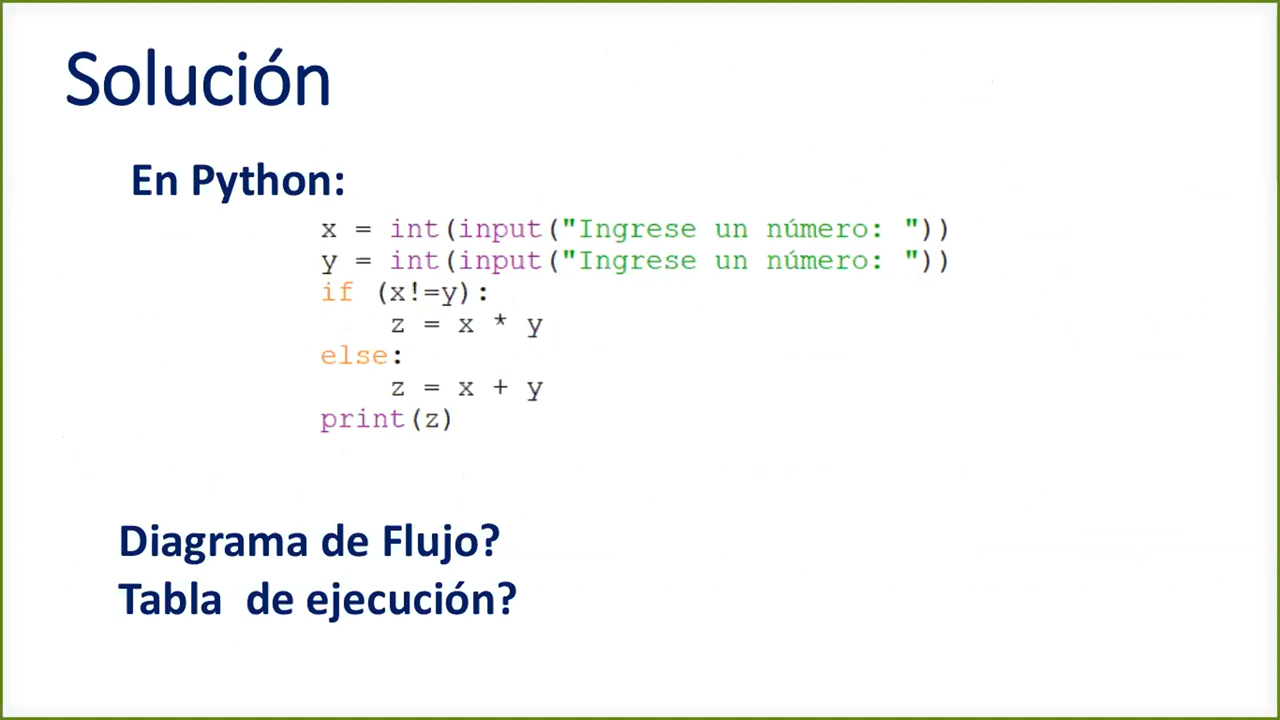 Solución
En Python:
x = int(input("Ingrese un número: "))
y = int(input("Ingrese un número: "))
if (x!=y):
    z = x * y
else:
    z = x + y
print(z)
Diagrama de Flujo?
Tabla  de ejecución?